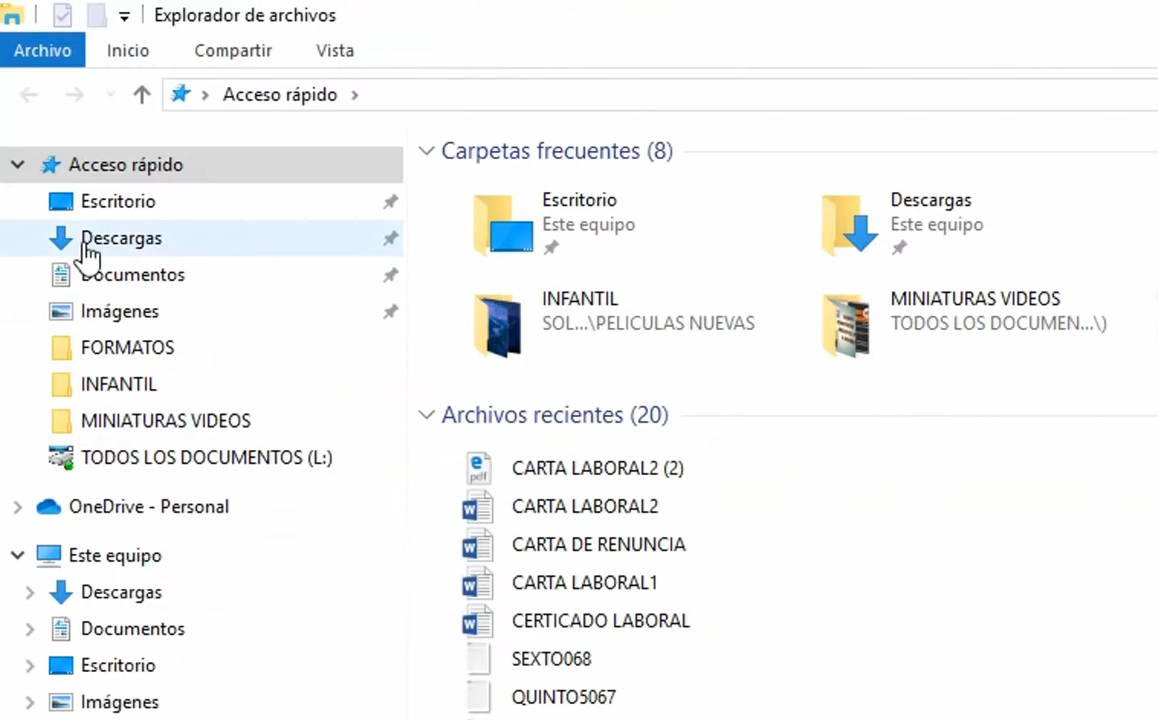 Explorador de archivos
Archivo Inicio Compartir Vista
Acceso rápido
Acceso rápido
Escritorio
Descargas
Documentos
Imágenes
FORMATOS
INFANTIL
MINIATURAS VIDEOS
TODOS LOS DOCUMENTOS (L:)
OneDrive - Personal
Este equipo
Descargas
Documentos
Escritorio
Imágenes
Carpetas frecuentes (8)
Escritorio
Este equipo
Descargas
Este equipo
INFANTIL
SOL...\PELICULAS NUEVAS
MINIATURAS VIDEOS
TODOS LOS DOCUMEN...\)
Archivos recientes (20)
CARTA LABORAL2 (2)
CARTA LABORAL2
CARTA DE RENUNCIA
CARTA LABORAL1
CERTICADO LABORAL
SEXTO068
QUINTO5067